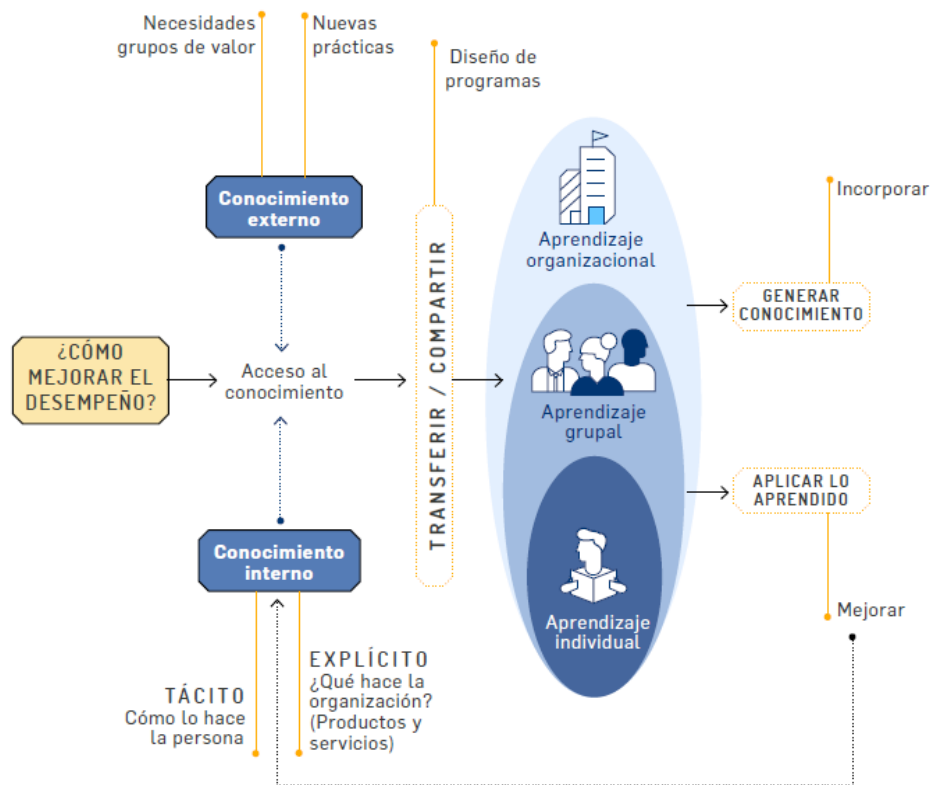 Necesidades
grupos de valor
Nuevas
prácticas
Diseño de
programas
Conocimiento
externo
¿CÓMO
MEJORAR EL
DESEMPEÑO?
Acceso al
conocimiento
TRANSFERIR / COMPARTIR
Aprendizaje
organizacional
Aprendizaje
grupal
Aprendizaje
individual
Incorporar
GENERAR
CONOCIMIENTO
APLICAR LO
APRENDIDO
Mejorar
Conocimiento
interno
TÁCITO
Cómo lo hace
la persona
EXPLÍCITO
¿Qué hace la
organización?
(Productos y
servicios)